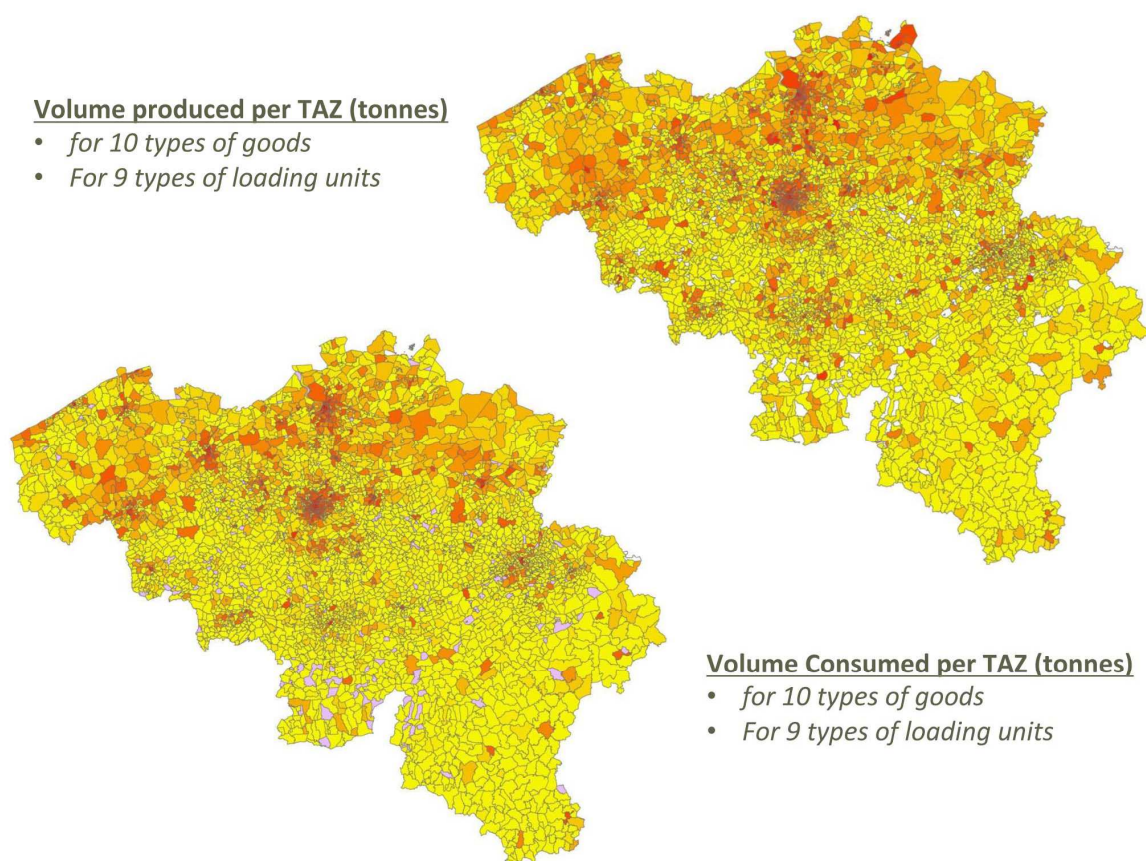 Volume produced per TAZ (tonnes)
• for 10 types of goods
• For 9 types of loading units
Volume Consumed per TAZ (tonnes)
• for 10 types of goods
• For 9 types of loading units